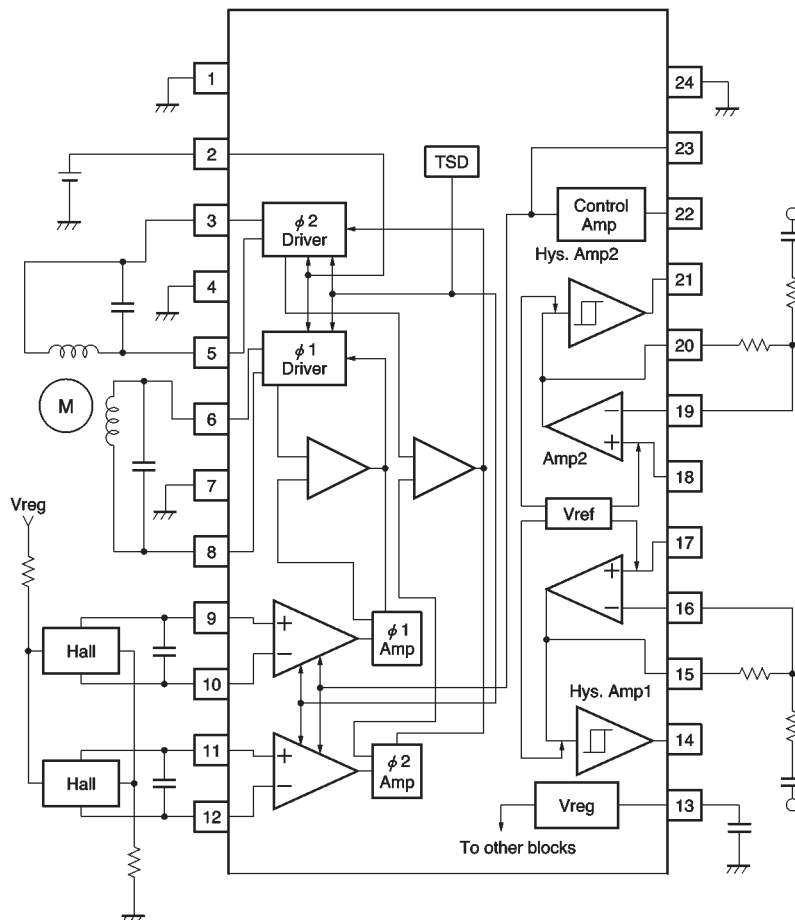 1
24
2
23
TSD
3
ϕ2
Driver
Control
Amp
22
Hys. Amp2
4
21
5
ϕ1
Driver
20
M
6
19
Amp2
18
7
Vref
Vreg
8
17
9
+
−
ϕ1
Amp
+
−
16
Hall
10
15
Hys. Amp1
11
+
−
ϕ2
Amp
14
Hall
12
Vreg
13
To other blocks
−
+